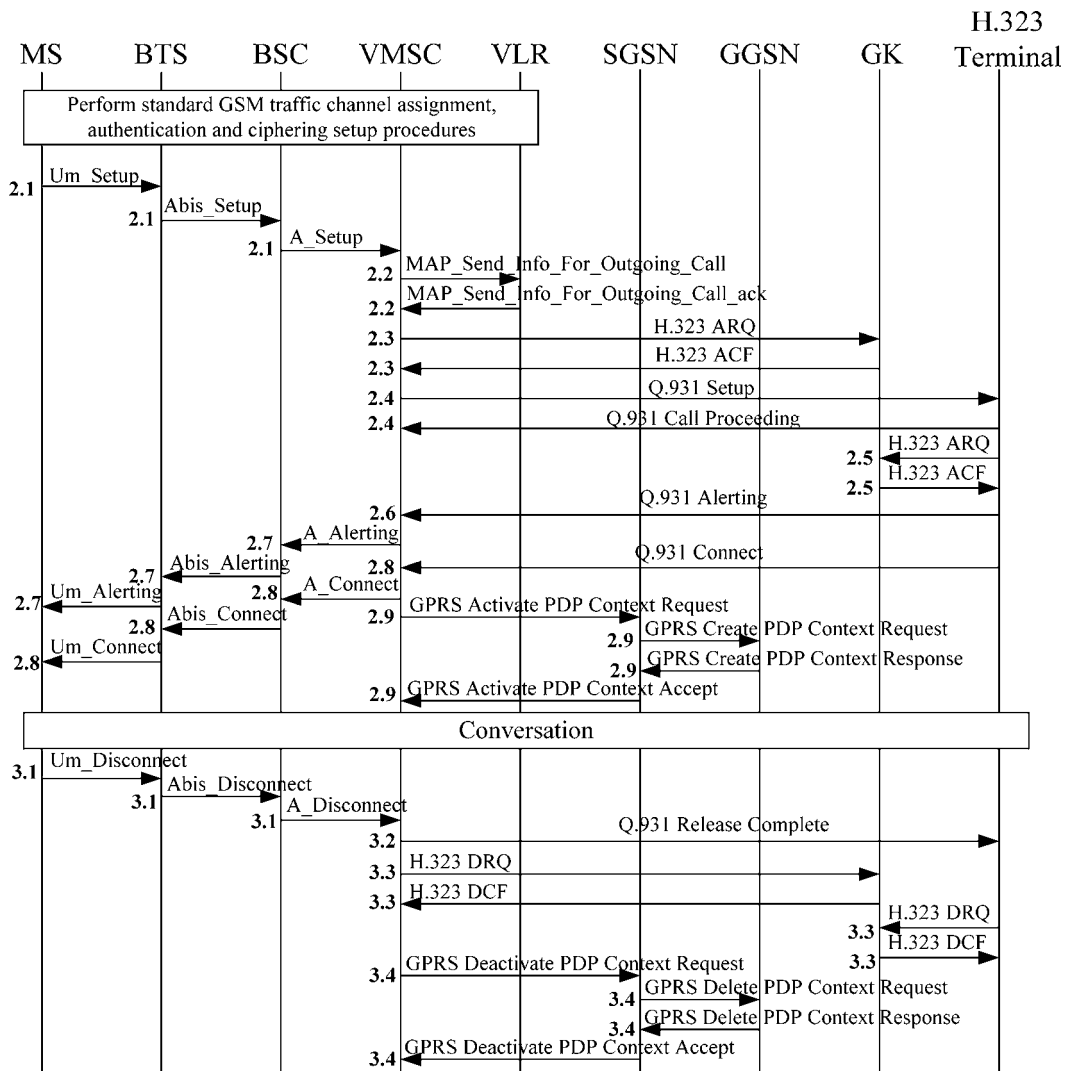 H.323
MS BTS BSC VMSC VLR SGSN GGSN GK Terminal
Perform standard GSM traffic channel assignment,
authentication and ciphering setup procedures
2.1 Um_Setup
2.1 Abis_Setup
2.1 A_Setup
2.2 MAP_Send_Info_For_Outgoing_Call
2.2 MAP_Send_Info_For_Outgoing_Call_ack
2.3 H.323 ARQ
2.3 H.323 ACF
2.4 Q.931 Setup
2.4 Q.931 Call Proceeding
2.5 H.323 ARQ
2.5 H.323 ACF
2.6 Q.931 Alerting
2.7 A_Alerting
2.8 Q.931 Connect
2.7 Abis_Alerting
2.8 A_Connect
2.7 Um_Alerting
2.9 GPRS Activate PDP Context Request
2.8 Abis_Connect
2.9 GPRS Create PDP Context Request
2.8 Um_Connect
2.9 GPRS Create PDP Context Response
2.9 GPRS Activate PDP Context Accept
Conversation
3.1 Um_Disconnect
3.1 Abis_Disconnect
3.1 A_Disconnect
3.2 Q.931 Release Complete
3.3 H.323 DRQ
3.3 H.323 DCF
3.3 H.323 DRQ
3.3 H.323 DCF
3.4 GPRS Deactivate PDP Context Request
3.4 GPRS Delete PDP Context Request
3.4 GPRS Delete PDP Context Response
3.4 GPRS Deactivate PDP Context Accept